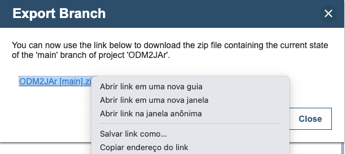 Export Branch
You can now use the link below to download the zip file containing the current state
of the 'main' branch of project 'ODM2JAr'.
ODM2JAr [main].zi
Abrir link em uma nova guia
Abrir link em uma nova janela
Abrir link na janela anônima
Close
Salvar link como...
Copiar endereço do link